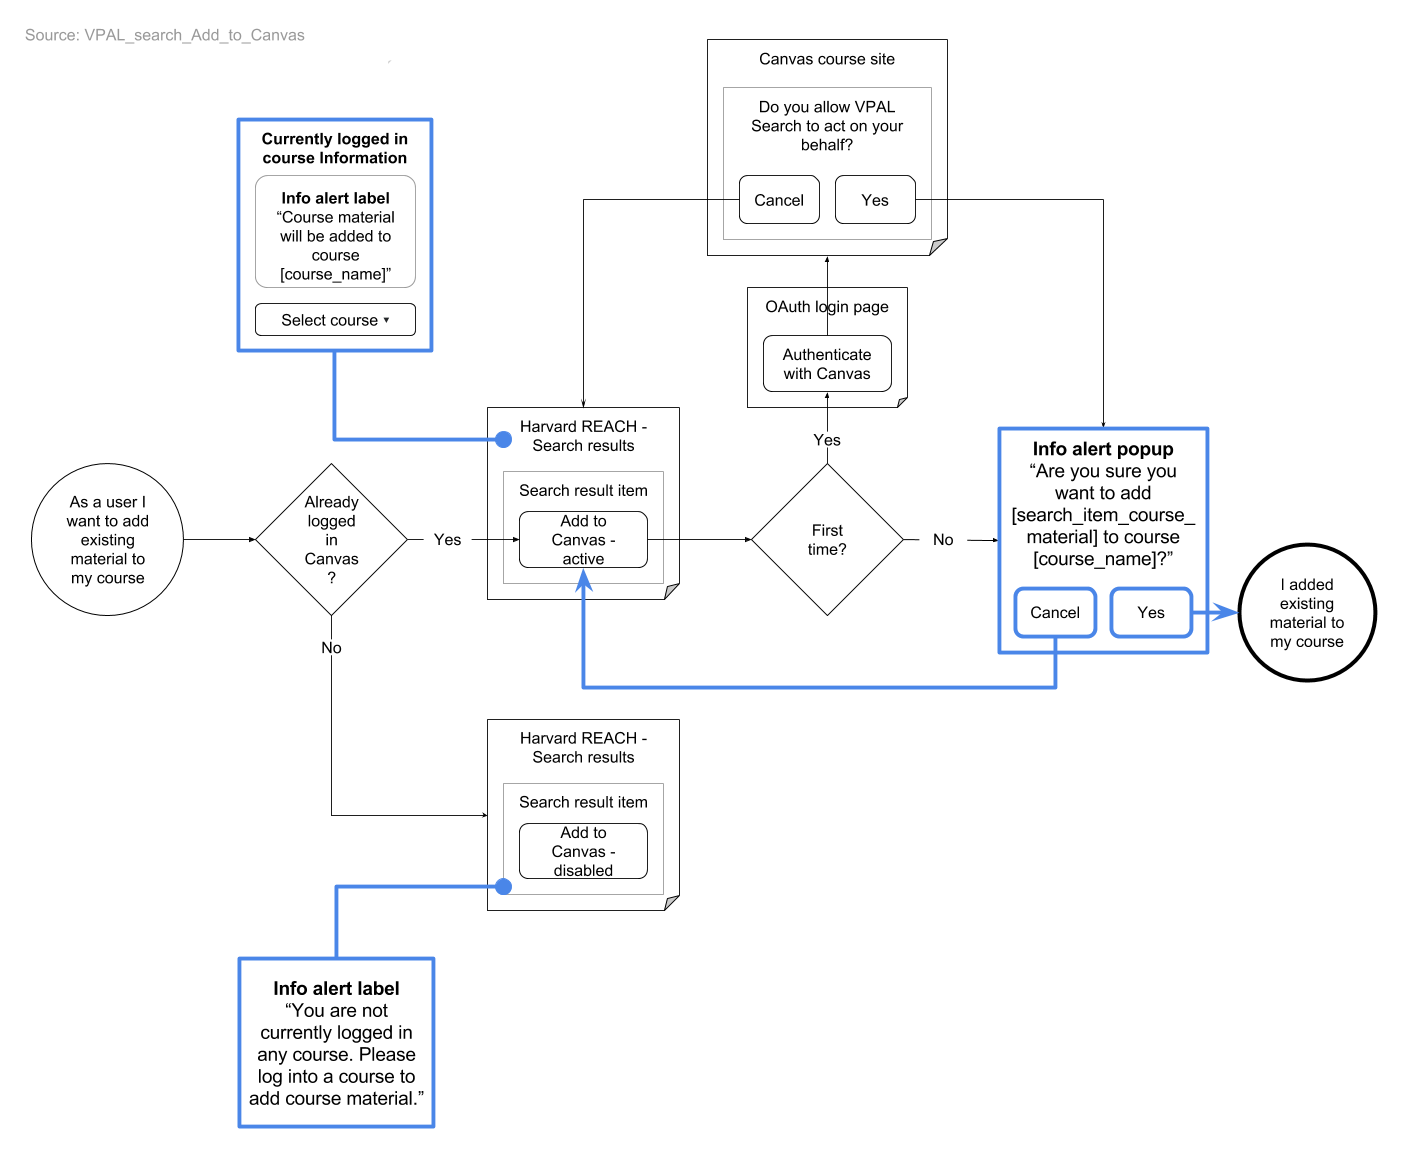 Source: VPAL_search_Add_to_Canvas
Canvas course site
Do you allow VPAL
Search to act on your
behalf?
Cancel
Yes
Currently logged in
course Information
Info alert label
“Course material
will be added to
course
[course_name]”
Select course ▾
OAuth login page
Authenticate
with Canvas
Yes
Harvard REACH -
Search results
Search result item
Add to
Canvas -
active
As a user I
want to add
existing
material to
my course
Already
logged
in
Canvas
?
Yes
No
First
time?
No
Info alert popup
“Are you sure you
want to add
[search_item_course_
material] to course
[course_name]?”
Cancel
Yes
I added
existing
material to
my course
Harvard REACH -
Search results
Search result item
Add to
Canvas -
disabled
Info alert label
“You are not
currently logged in
any course. Please
log into a course to
add course material.”